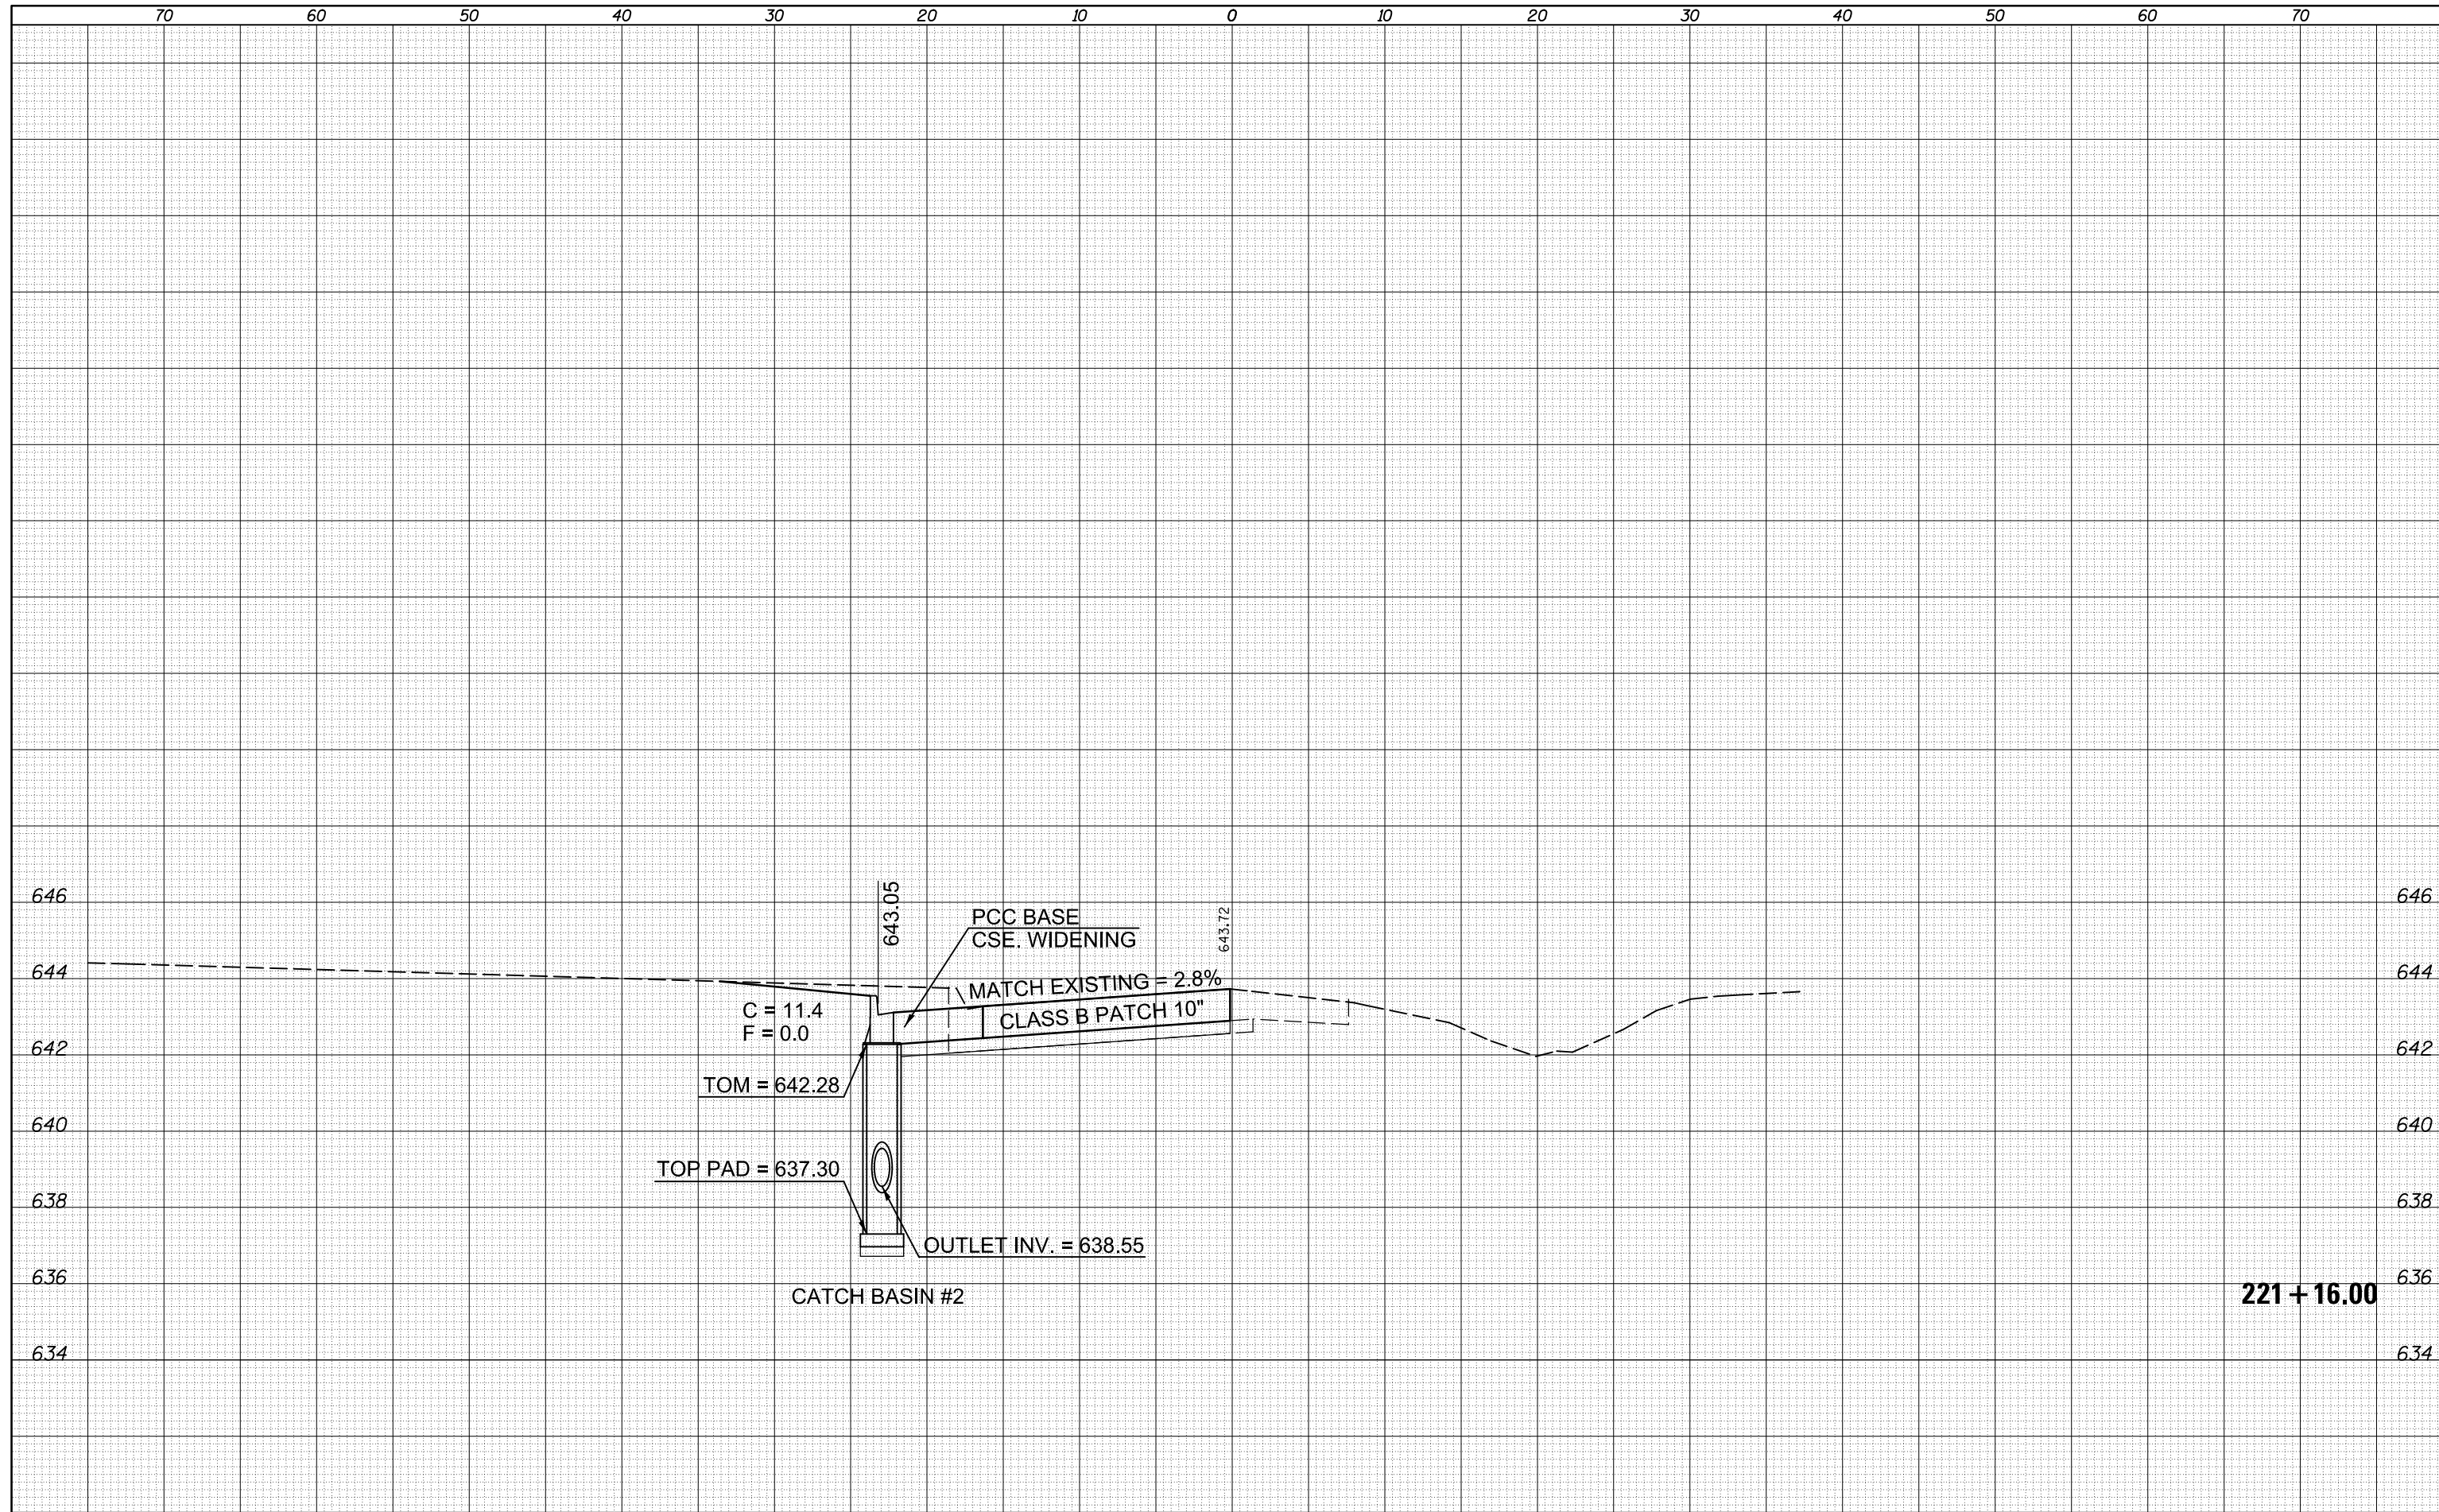 70 60 50 40 30 20 10 0 10 20 30 40 50 60 70
643.05
643.72
646 646
PCC BASE
CSE. WIDENING
644 644
MATCH EXISTING = 2.8%
CLASS B PATCH 10"
C = 11.4
F = 0.0
642 642
TOM = 642.28
640 640
TOP PAD = 637.30
638 638
OUTLET INV. = 638.55
636 636
CATCH BASIN #2
221+16.00
634 634